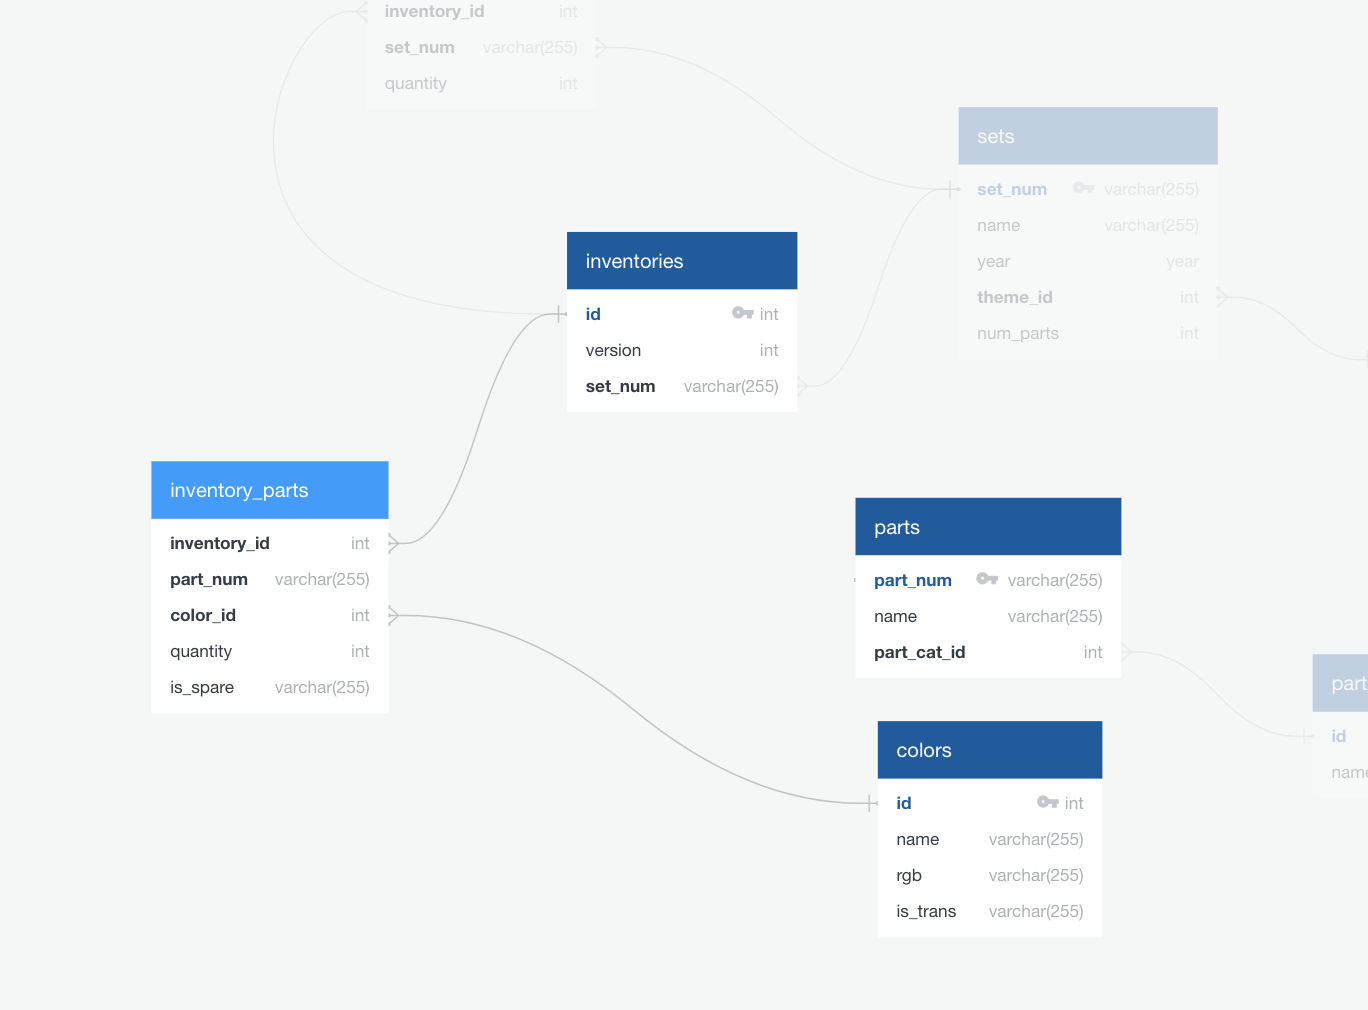 inventory_id int
set_num varchar(255)
quantity int
sets
set_num varchar(255)
name varchar(255)
year year
theme_id int
num_parts int
inventories
id int
version int
set_num varchar(255)
inventory_parts
inventory_id int
part_num varchar(255)
color_id int
quantity int
is_spare varchar(255)
parts
part_num varchar(255)
name varchar(255)
part_cat_id int
part
id
name
colors
id int
name varchar(255)
rgb varchar(255)
is_trans varchar(255)